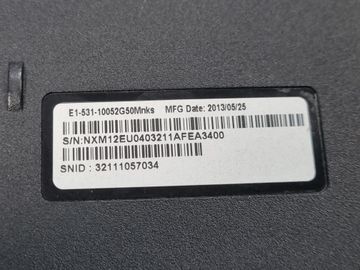 E1-531-10052G50Mnks MFG Date: 2013/05/25
S/N:NXM12EU0403211AFEA3400
SNID : 32111057034